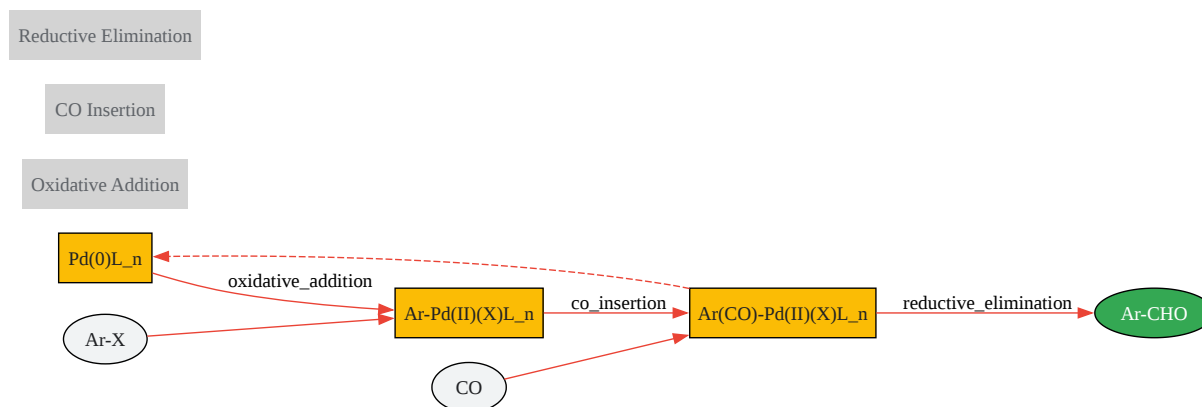 Reductive Elimination
CO Insertion
Oxidative Addition
Pd(0)L_n
oxidative_addition
Ar-X
Ar-Pd(II)(X)L_n
co_insertion
CO
Ar(CO)-Pd(II)(X)L_n
reductive_elimination
Ar-CHO